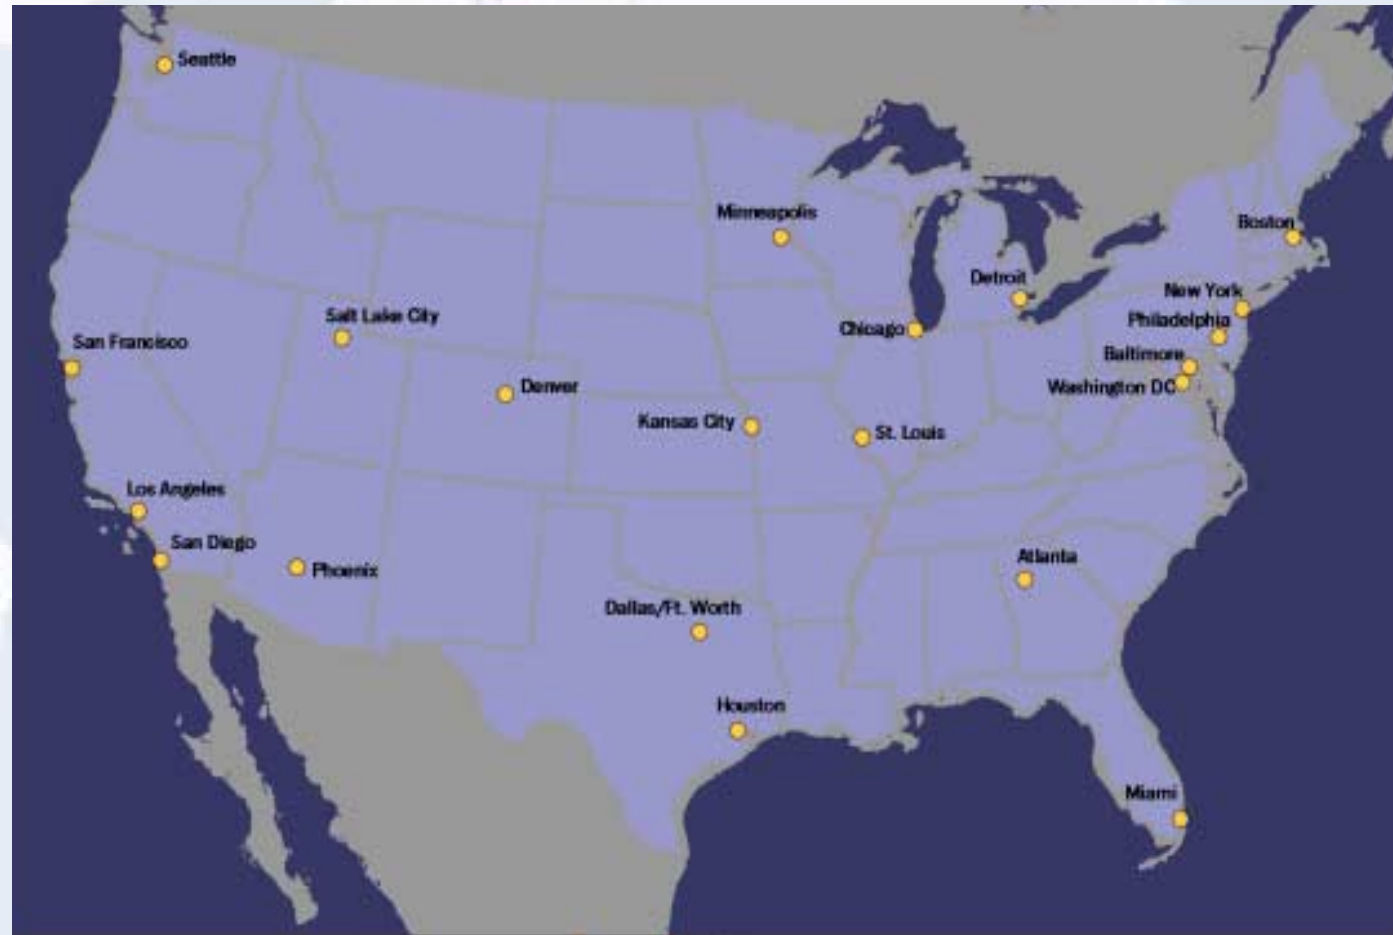 Seattle
Minneapolis
Boston
Detroit
New York
Salt Lake City
Philadelphia
Chicago
San Francisco
Baltimore
Denver
Washington DC
Kansas City
St. Louis
Los Angeles
San Diego
Atlanta
Phoenix
Dallas/Ft. Worth
Houston
Miami